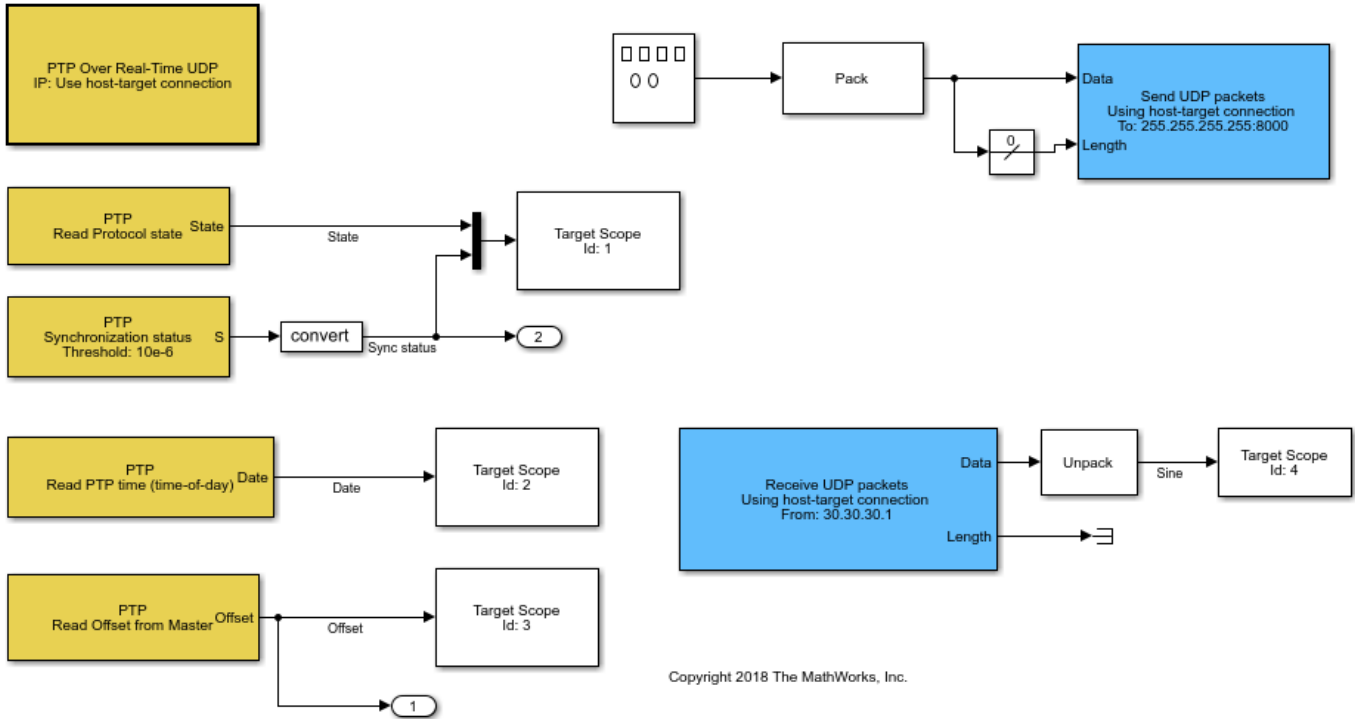 PTP Over Real-Time UDP
IP: Use host-target connection
Pack
Data
Send UDP packets
Using host-target connection
To: 255.255.255.255:8000
0
Length
PTP
Read Protocol state
State
State
Target Scope
Id: 1
PTP
Synchronization status
Threshold: 10e-6
S
convert
Sync status
2
PTP
Read PTP time (time-of-day)
Date
Date
Target Scope
Id: 2
Receive UDP packets
Using host-target connection
From: 30.30.30.1
Data
Length
Unpack
Sine
Target Scope
Id: 4
PTP
Read Offset from Master
Offset
Offset
Target Scope
Id: 3
1
Copyright 2018 The MathWorks, Inc.